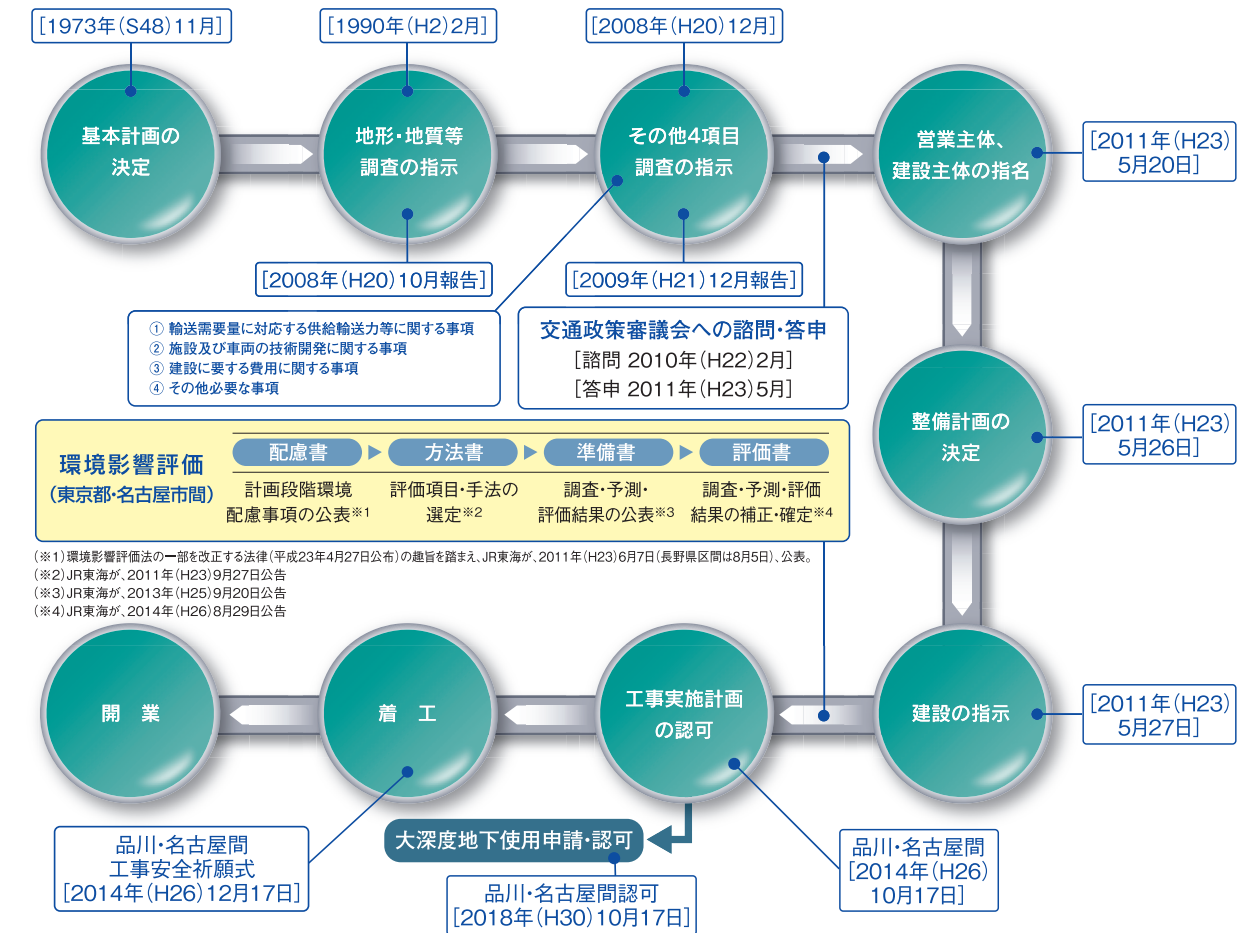 [1973年(S48)11月]
[1990年(H2)2月]
[2008年(H20)12月]
基本計画の
決定
地形・地質等
調査の指示
その他4項目
調査の指示
営業主体、
建設主体の指名
[2011年(H23)
5月20日]
[2008年(H20)10月報告]
[2009年(H21)12月報告]
① 輸送需要量に対応する供給輸送力等に関する事項
② 施設及び車両の技術開発に関する事項
③ 建設に要する費用に関する事項
④ その他必要な事項
交通政策審議会への諮問・答申
[諮問 2010年(H22)2月]
[答申 2011年(H23)5月]
整備計画の
決定
[2011年(H23)
5月26日]
環境影響評価
(東京都・名古屋市間)
配慮書
方法書
準備書
評価書
計画段階環境
配慮事項の公表※1
評価項目・手法の
選定※2
調査・予測・
評価結果の公表※3
調査・予測・評価
結果の補正・確定※4
(※1)環境影響評価法の一部を改正する法律(平成23年4月27日公布)の趣旨を踏まえ、JR東海が、2011年(H23)6月7日(長野県区間は8月5日)、公表。
(※2)JR東海が、2011年(H23)9月27日公告
(※3)JR東海が、2013年(H25)9月20日公告
(※4)JR東海が、2014年(H26)8月29日公告
建設の指示
[2011年(H23)
5月27日]
工事実施計画
の認可
着 工
開 業
品川・名古屋間
工事安全祈願式
[2014年(H26)12月17日]
大深度地下使用申請・認可
品川・名古屋間認可
[2018年(H30)10月17日]
品川・名古屋間
[2014年(H26)
10月17日]